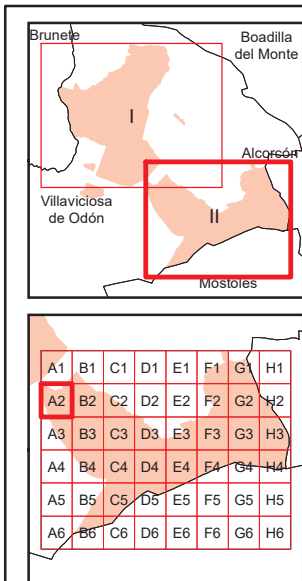 Brunete
Boadilla
del Monte
I
Alcorcón
Villaviciosa
de Odón
II
Móstoles
A1 B1 C1 D1 E1 F1 G1 H1
A2 B2 C2 D2 E2 F2 G2 H2
A3 B3 C3 D3 E3 F3 G3 H3
A4 B4 C4 D4 E4 F4 G4 H4
A5 B5 C5 D5 E5 F5 G5 H5
A6 B6 C6 D6 E6 F6 G6 H6